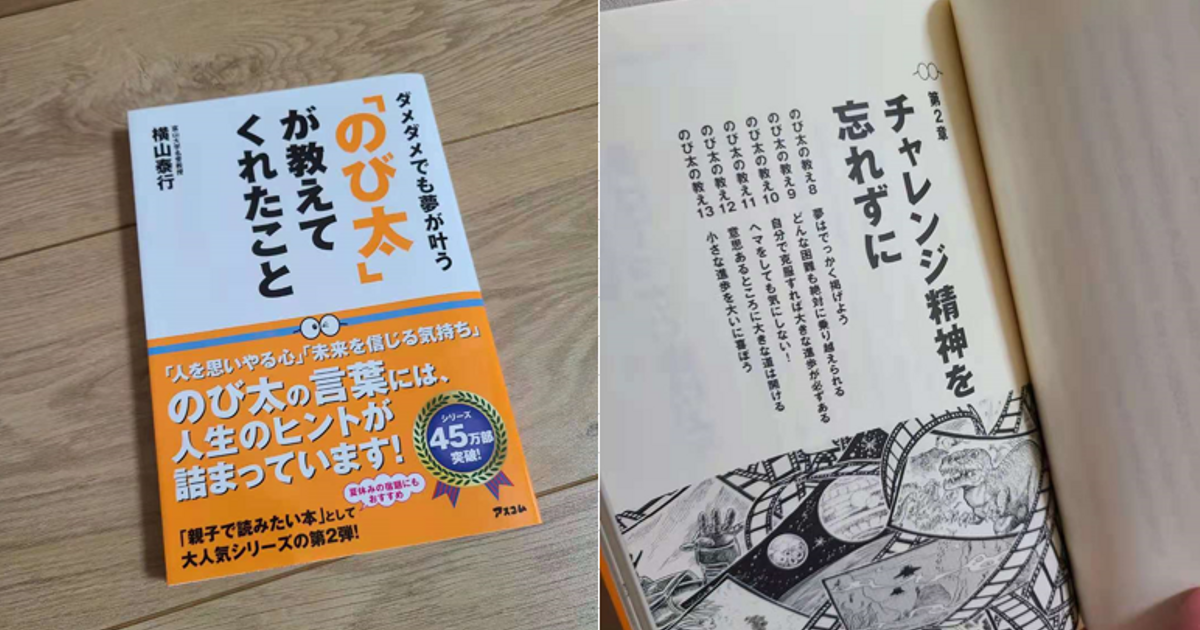 ダメダメでも夢が叶う
「のび太」
が教えて
くれたこと
富山大学名誉教授
横山泰行
「人を思いやる心」「未来を信じる気持ち」
のび太の言葉には、
人生のヒントが
詰まっています!
シリーズ
45万部
突破!
夏休みの宿題にも
おすすめ
「親子で読みたい本」として
大人気シリーズの第2弾!
アスコム
第2章
チャレンジ精神を
忘れずに
のび太の教え8 夢はでっかく掲げよう
のび太の教え9 どんな困難も絶対に乗り越えられる
のび太の教え10 自分で克服すれば大きな進歩が必ずある
のび太の教え11 ヘマをしても気にしない!
のび太の教え12 意思あるところに大きな道は開ける
のび太の教え13 小さな進歩を大いに喜ぼう